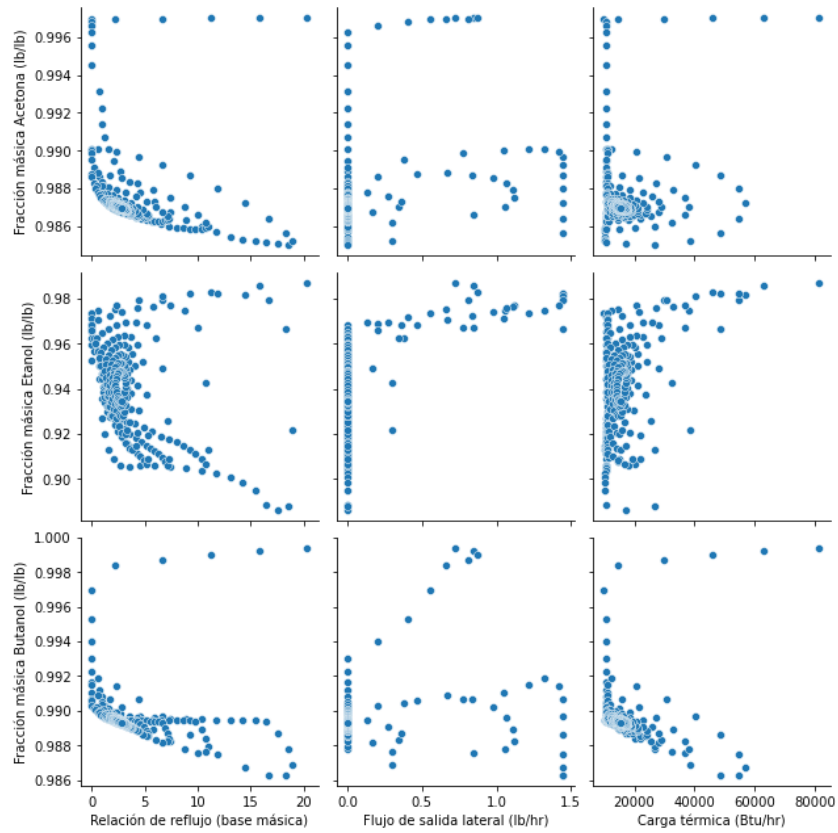 Fracción másica Acetona (lb/lb)
0.996
0.994
0.992
0.990
0.988
0.986
Fracción másica Etanol (lb/lb)
0.98
0.96
0.94
0.92
0.90
Fracción másica Butanol (lb/lb)
1.000
0.998
0.996
0.994
0.992
0.990
0.988
0.986
0 5 10 15 20
Relación de reflujo (base másica)
0.0 0.5 1.0 1.5
Flujo de salida lateral (lb/hr)
20000 40000 60000 80000
Carga térmica (Btu/hr)